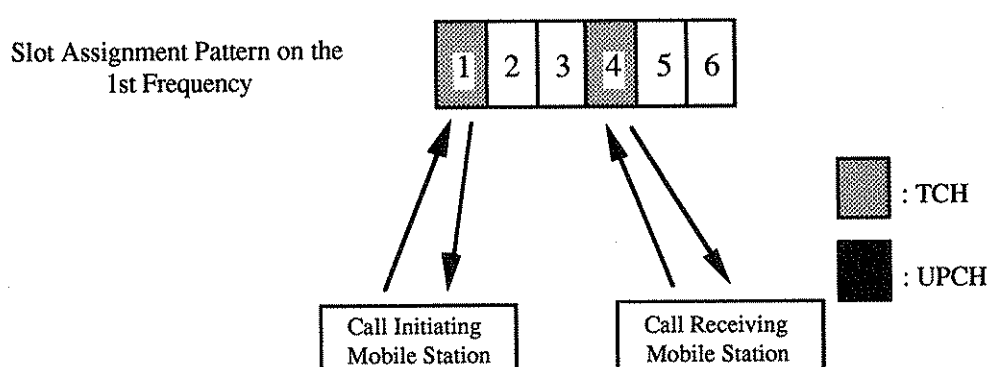 Slot Assignment Pattern on the
1st Frequency
1 2 3 4 5 6
: TCH
: UPCH
Call Initiating
Mobile Station
Call Receiving
Mobile Station